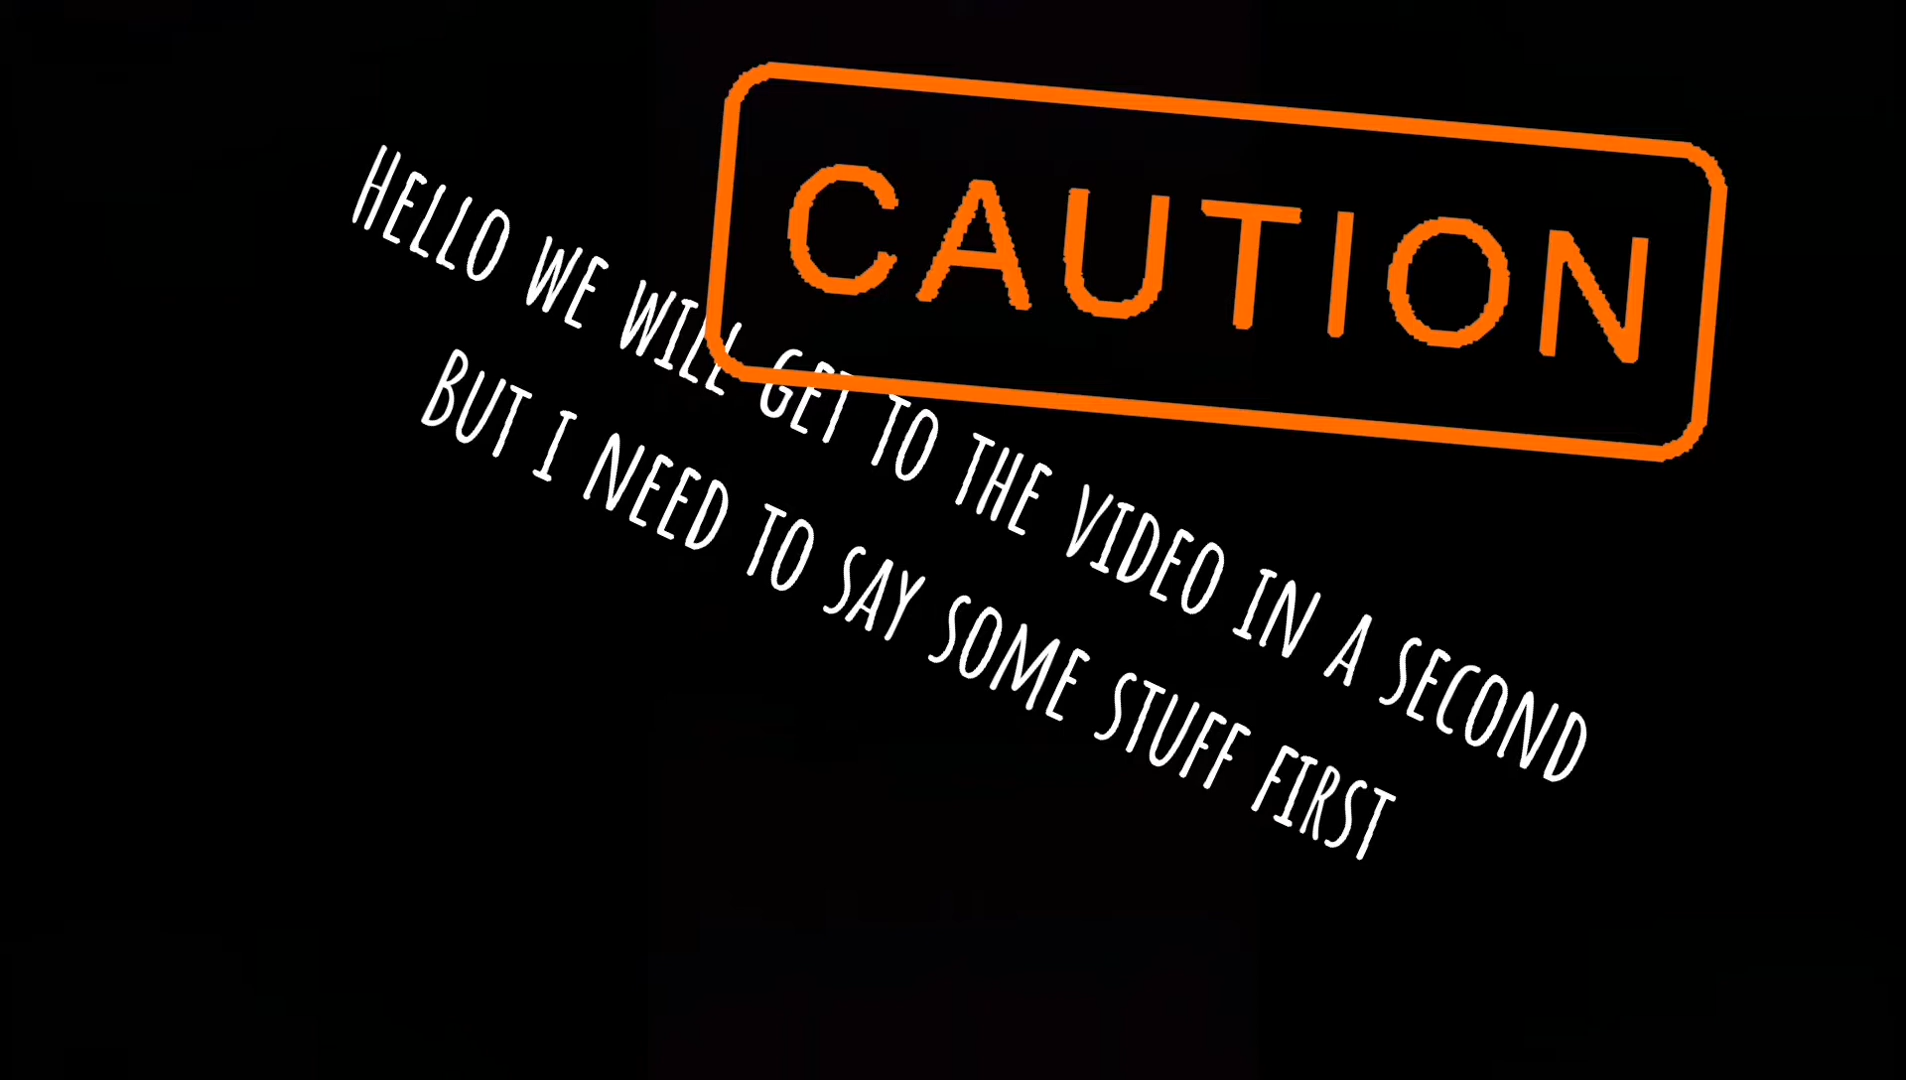 CAUTION
HELLO WE WILL GET TO THE VIDEO IN A SECOND
BUT I NEED TO SAY SOME STUFF FIRST